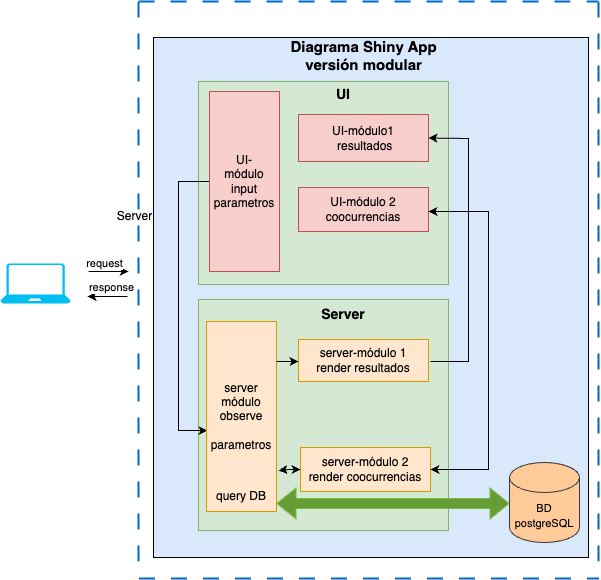 Diagrama Shiny App
versión modular
UI
UI-
módulo
input
parametros
UI-módulo1
resultados
UI-módulo 2
coocurrencias
Server
request
response
Server
server
módulo
observe
parametros
query DB
server-módulo 1
render resultados
server-módulo 2
render coocurrencias
BD
postgreSQL